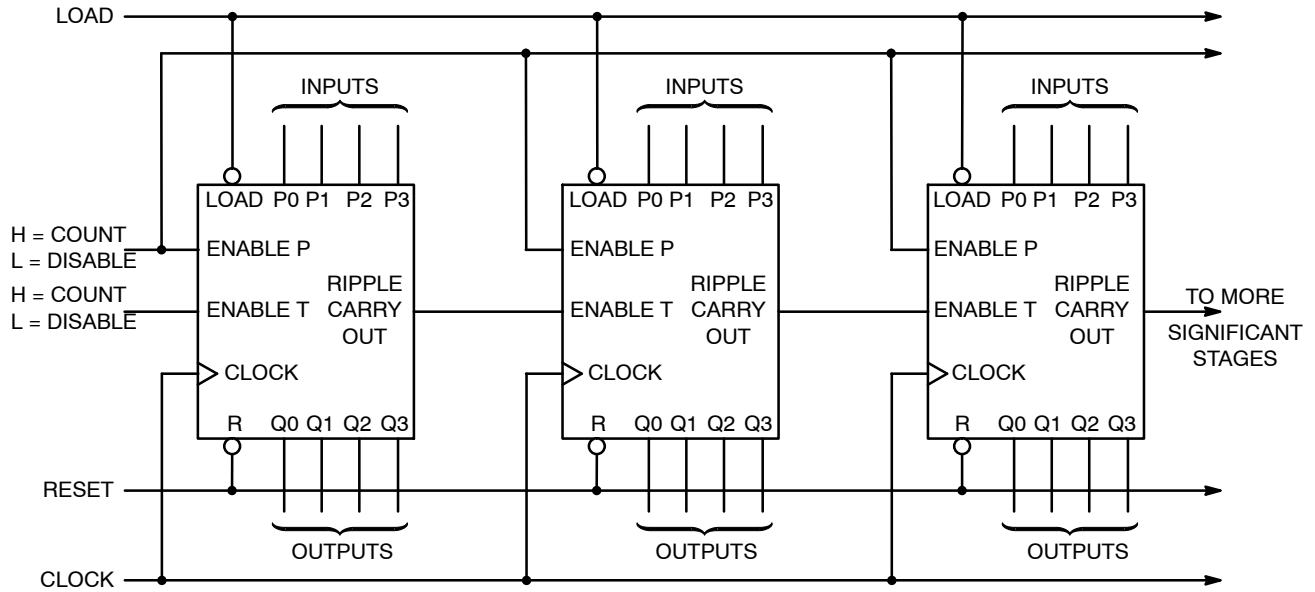 LOAD
INPUTS INPUTS INPUTS
LOAD P0 P1 P2 P3 LOAD P0 P1 P2 P3 LOAD P0 P1 P2 P3
H = COUNT
L = DISABLE
ENABLE P ENABLE P ENABLE P
H = COUNT
L = DISABLE
ENABLE T
RIPPLE
CARRY
OUT
ENABLE T
RIPPLE
CARRY
OUT
ENABLE T
RIPPLE
CARRY
OUT
TO MORE
SIGNIFICANT
STAGES
CLOCK CLOCK CLOCK
R Q0 Q1 Q2 Q3 R Q0 Q1 Q2 Q3 R Q0 Q1 Q2 Q3
RESET
OUTPUTS OUTPUTS OUTPUTS
CLOCK